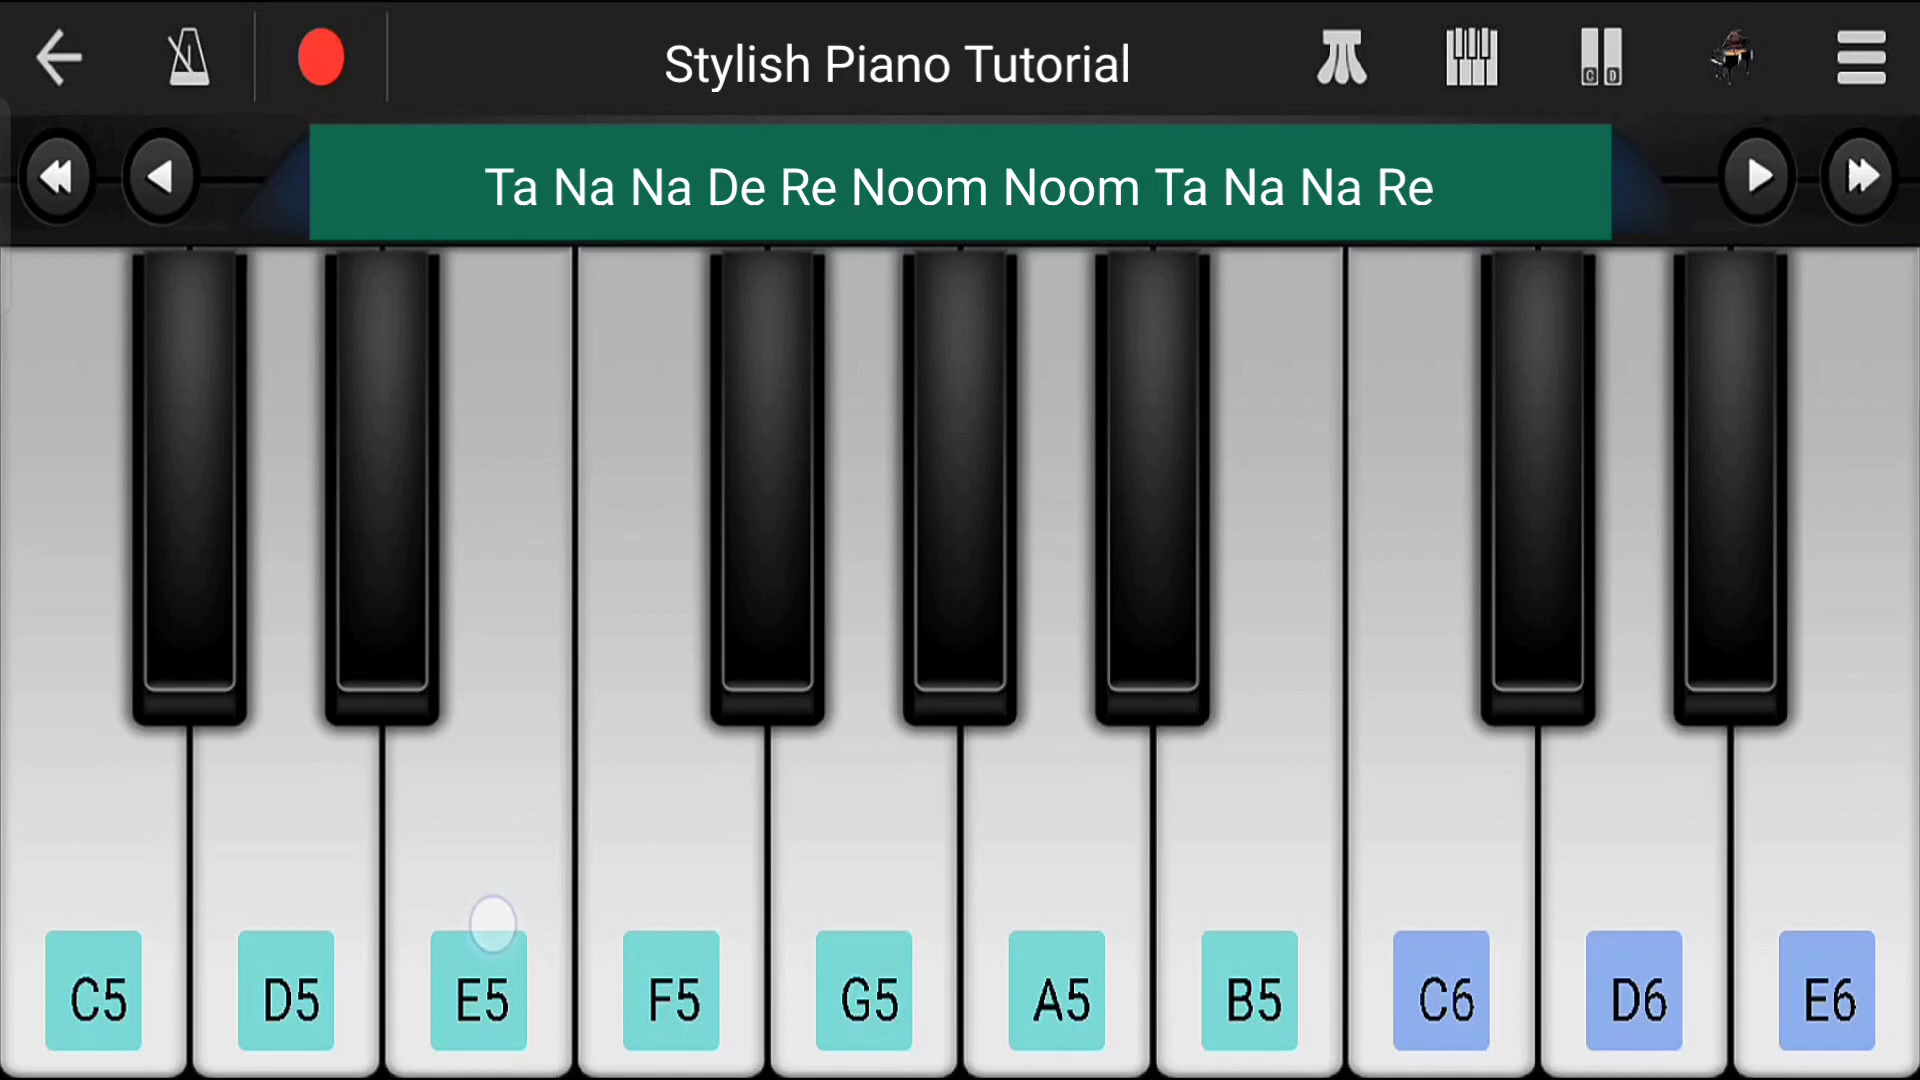 Stylish Piano Tutorial
C D
Ta Na Na De Re Noom Noom Ta Na Na Re
C5 D5 E5 F5 G5 A5 B5 C6 D6 E6